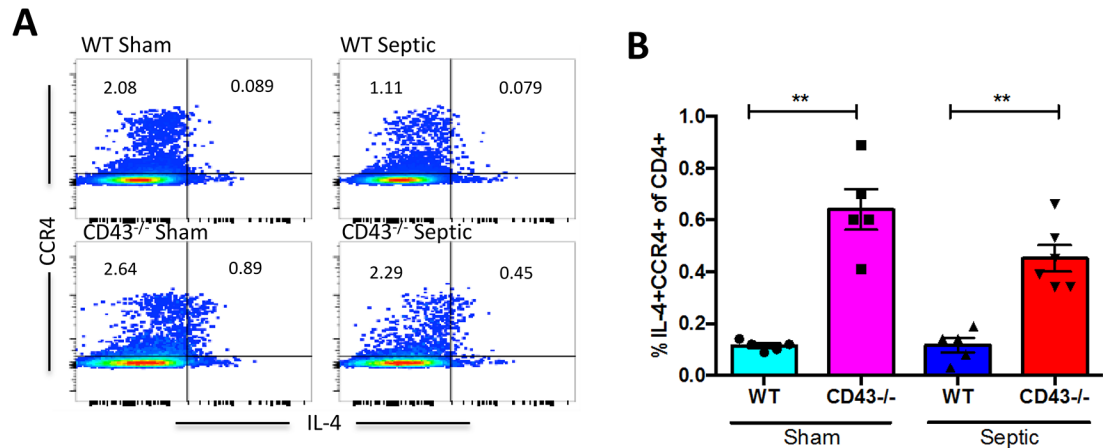 A
WT Sham
WT Septic
2.08
0.089
1.11
0.079
CD43-/- Sham
CD43-/- Septic
2.64
0.89
2.29
0.45
CCR4
IL-4
B
**
**
1.0
0.8
0.6
0.4
0.2
0.0
% IL-4+CCR4+ of CD4+
WT
CD43-/-
WT
CD43-/-
Sham
Septic